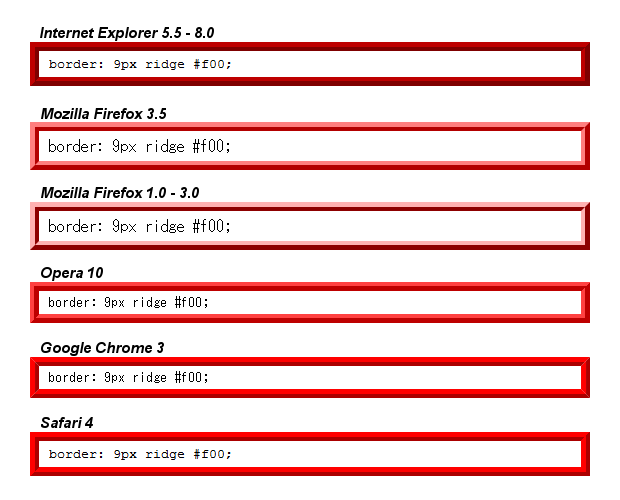 Internet Explorer 5.5 - 8.0
border: 9px ridge #f00;
Mozilla Firefox 3.5
border: 9px ridge #f00;
Mozilla Firefox 1.0 - 3.0
border: 9px ridge #f00;
Opera 10
border: 9px ridge #f00;
Google Chrome 3
border: 9px ridge #f00;
Safari 4
border: 9px ridge #f00;